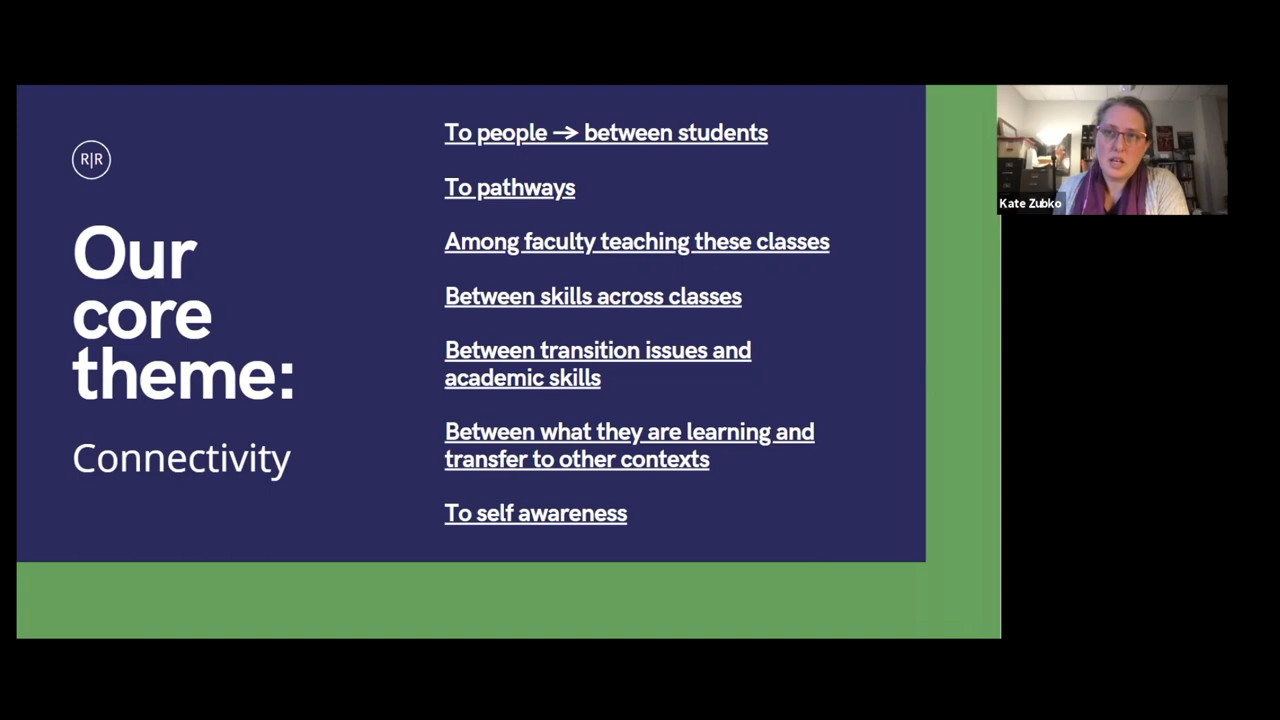 R|R
Our
core
theme:
Connectivity
To people → between students
To pathways
Among faculty teaching these classes
Between skills across classes
Between transition issues and
academic skills
Between what they are learning and
transfer to other contexts
To self awareness
Kate Zubko